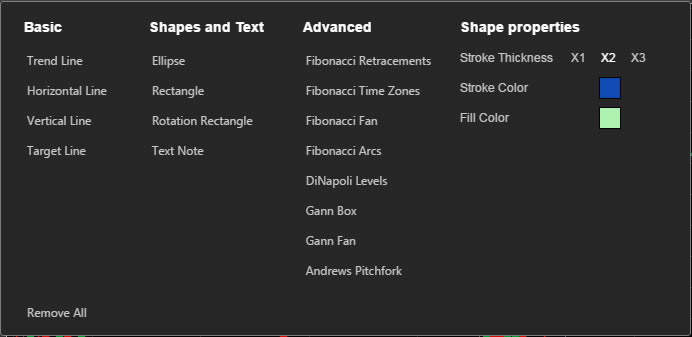 Basic
Trend Line
Horizontal Line
Vertical Line
Target Line
Shapes and Text
Ellipse
Rectangle
Rotation Rectangle
Text Note
Advanced
Fibonacci Retracements
Fibonacci Time Zones
Fibonacci Fan
Fibonacci Arcs
DiNapoli Levels
Gann Box
Gann Fan
Andrews Pitchfork
Shape properties
Stroke Thickness X1 X2 X3
Stroke Color
Fill Color
Remove All